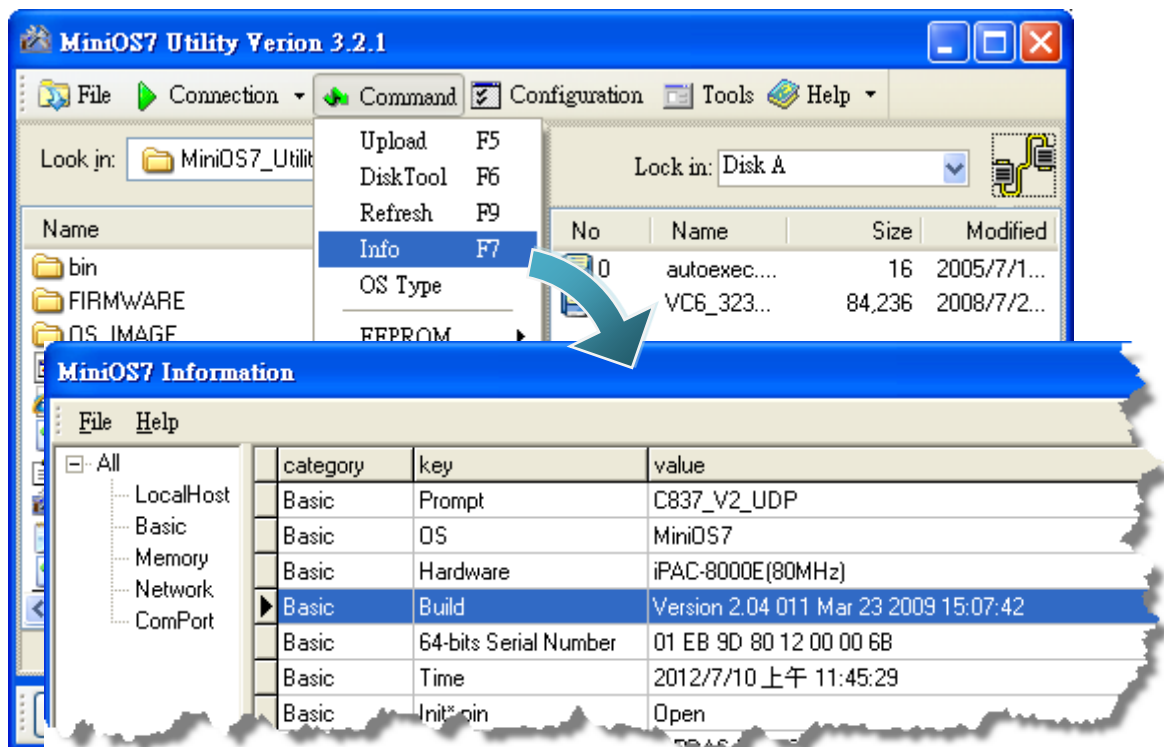 MiniOS7 Utility Verion 3.2.1
File Connection Command Configuration Tools Help
Look in: MiniOS7_Utilit
Upload F5
DiskTool F6
Refresh F9
Info F7
OS Type
EEPROM
Lock in: Disk A
Name
bin
FIRMWARE
OS_IMAGE
No Name Size Modified
0 autoexec.... 16 2005/7/1...
VC6_323... 84,236 2008/7/2...
MiniOS7 Information
File Help
All
LocalHost
Basic
Memory
Network
ComPort
category key value
Basic Prompt C837_V2_UDP
Basic OS MiniOS7
Basic Hardware iPAC-8000E(80MHz)
Basic Build Version 2.04 011 Mar 23 2009 15:07:42
Basic 64-bits Serial Number 01 EB 9D 80 12 00 00 6B
Basic Time 2012/7/10 上午 11:45:29
Basic Init* pin Open